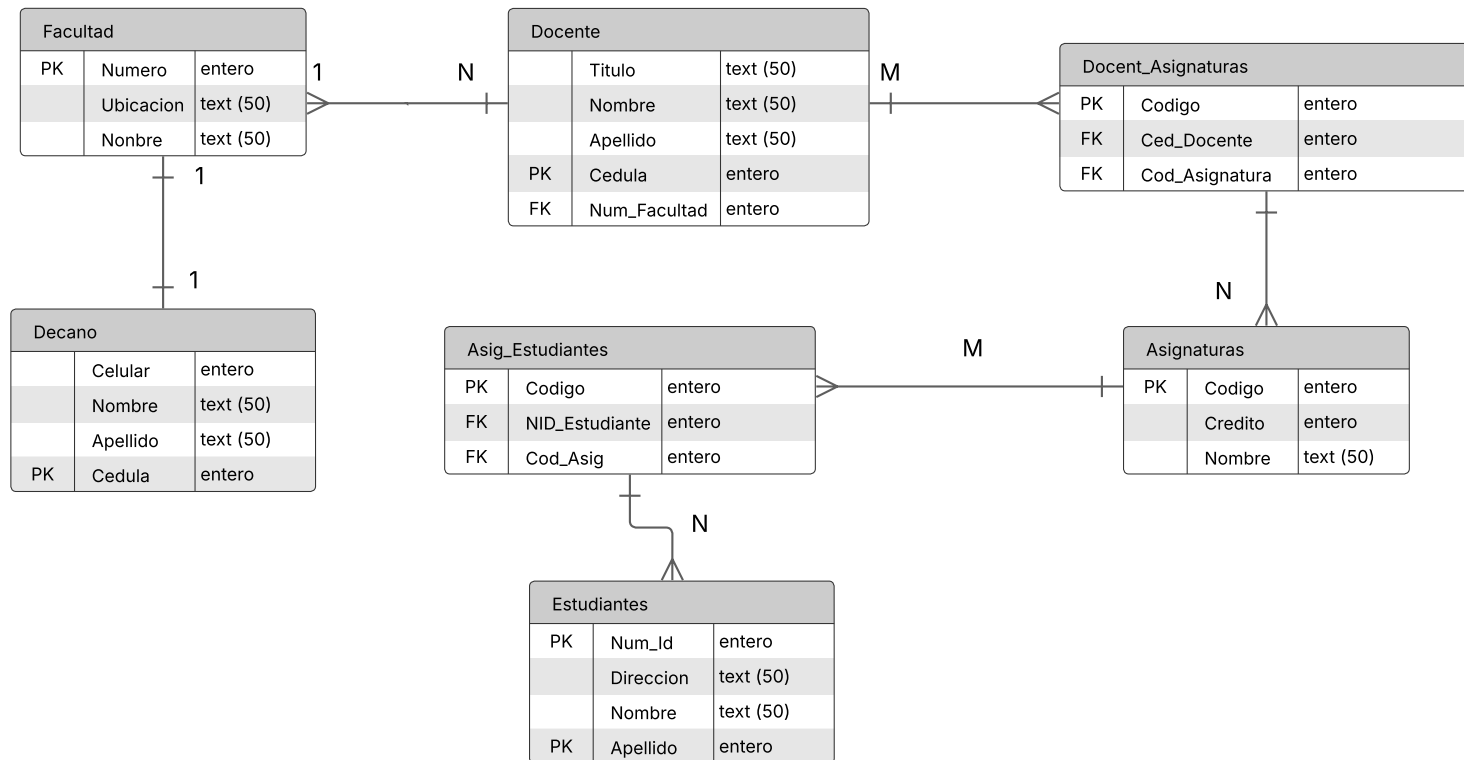 Facultad
PK Numero entero
Ubicacion text (50)
Nonbre text (50)
1
N
Docente
Titulo text (50)
Nombre text (50)
Apellido text (50)
PK Cedula entero
FK Num_Facultad entero
M
Docent_Asignaturas
PK Codigo entero
FK Ced_Docente entero
FK Cod_Asignatura entero
1
1
N
Decano
Celular entero
Nombre text (50)
Apellido text (50)
PK Cedula entero
Asig_Estudiantes
PK Codigo entero
FK NID_Estudiante entero
FK Cod_Asig entero
M
Asignaturas
PK Codigo entero
Credito entero
Nombre text (50)
N
Estudiantes
PK Num_Id entero
Direccion text (50)
Nombre text (50)
PK Apellido entero